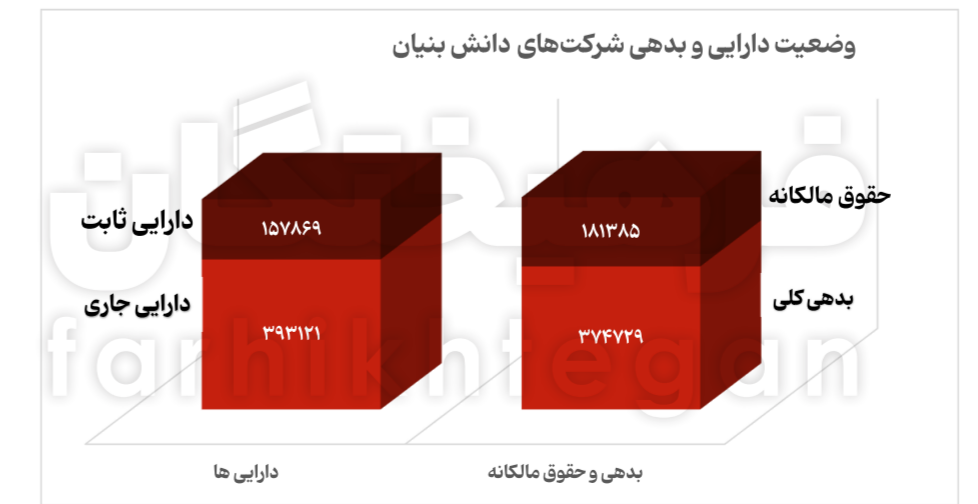 وضعیت دارایی و بدهی شرکت‌های دانش بنیان
حقوق مالکانه
۱۸۱۳۸۵
بدهی کلی
۳۷۴۷۲۹
دارایی ثابت
۱۵۷۸۶۹
دارایی جاری
۳۹۳۱۲۱
بدهی و حقوق مالکانه
دارایی ها
فرهیختگان
farhikhtegan